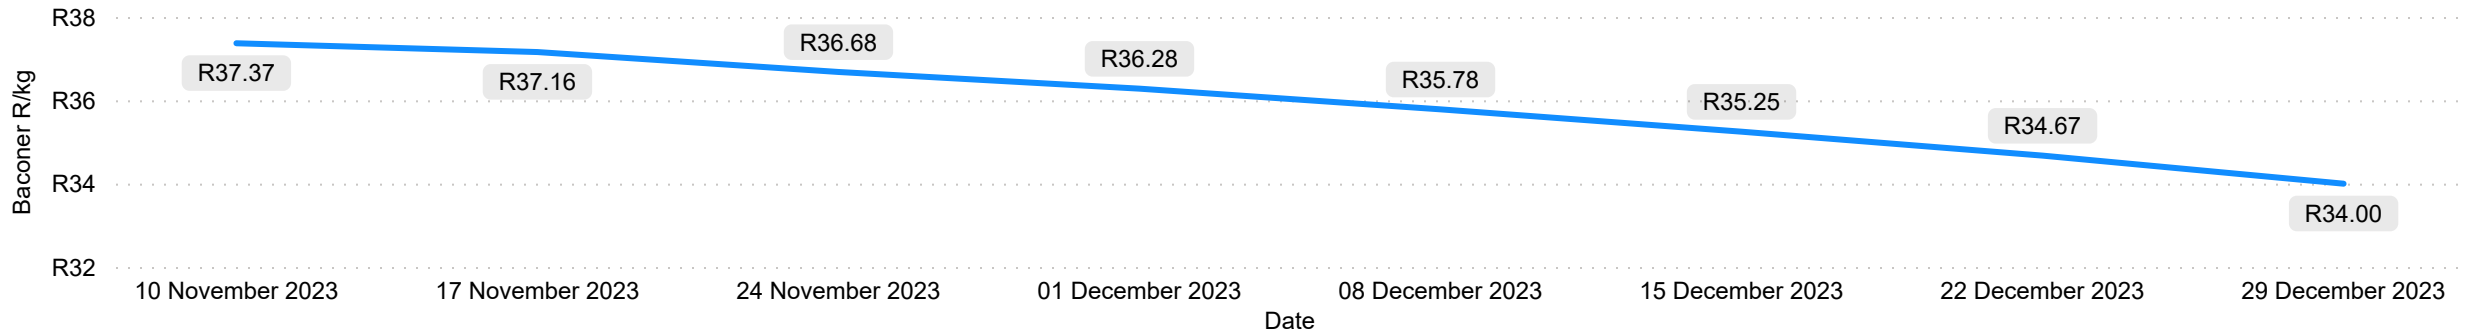 Baconer R/kg
R38
R36
R34
R32
R37.37
R37.16
R36.68
R36.28
R35.78
R35.25
R34.67
R34.00
10 November 2023
17 November 2023
24 November 2023
01 December 2023
08 December 2023
15 December 2023
22 December 2023
29 December 2023
Date